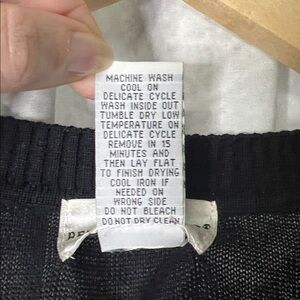 MACHINE WASH
COOL ON
DELICATE CYCLE
WASH INSIDE OUT
TUMBLE DRY LOW
TEMPERATURE ON
DELICATE CYCLE
REMOVE IN 15
MINUTES AND
THEN LAY FLAT
TO FINISH DRYING
COOL IRON IF
NEEDED ON
WRONG SIDE
DO NOT BLEACH
DO NOT DRY CLEAN